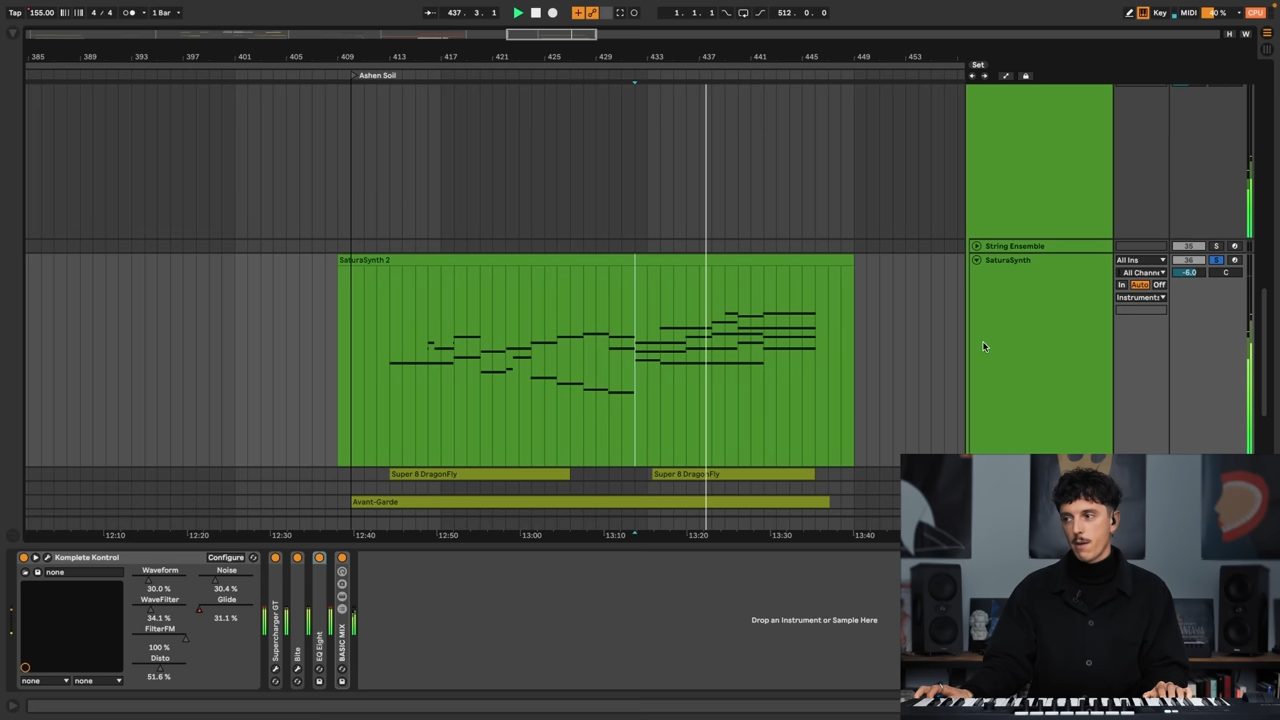 Tap 155.00 4 / 4 1 Bar 437. 3. 1 1. 1. 1 512. 0. 0 Key MIDI 40 % CPU
H W
385 389 393 397 401 405 409 413 417 421 425 429 433 437 441 445 449 453
Set
Ashen Soil
String Ensemble 35 S
SaturaSynth 2
SaturaSynth All Ins 36 S
All Channe -6.0 C
In Auto Off
Instruments
Super 8 DragonFly Super 8 DragonFly
Avant-Garde
12:10 12:20 12:30 12:40 12:50 13:00 13:10 13:20 13:30 13:40
Komplete Kontrol Configure
none
Waveform Noise
30.0 % 30.4 %
WaveFilter Glide
34.1 % 31.1 %
FilterFM
100 %
Disto
51.6 %
none none
Supercharger GT
Bite
EQ Eight
BASIC MIX
Drop an Instrument or Sample Here